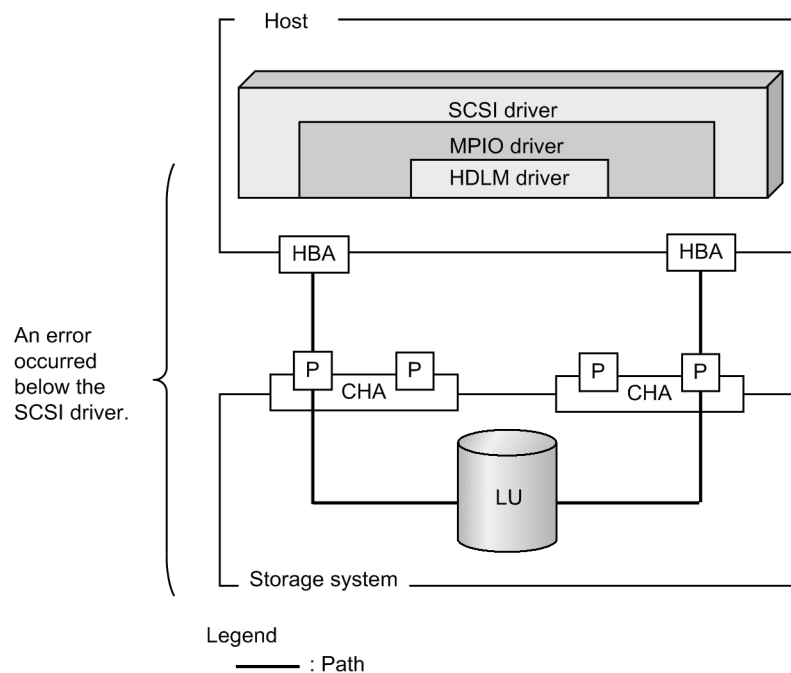 Host
SCSI driver
MPIO driver
HDLM driver
HBA
HBA
An error
occurred
below the
SCSI driver.
P
P
CHA
P
P
CHA
LU
Storage system
Legend
: Path